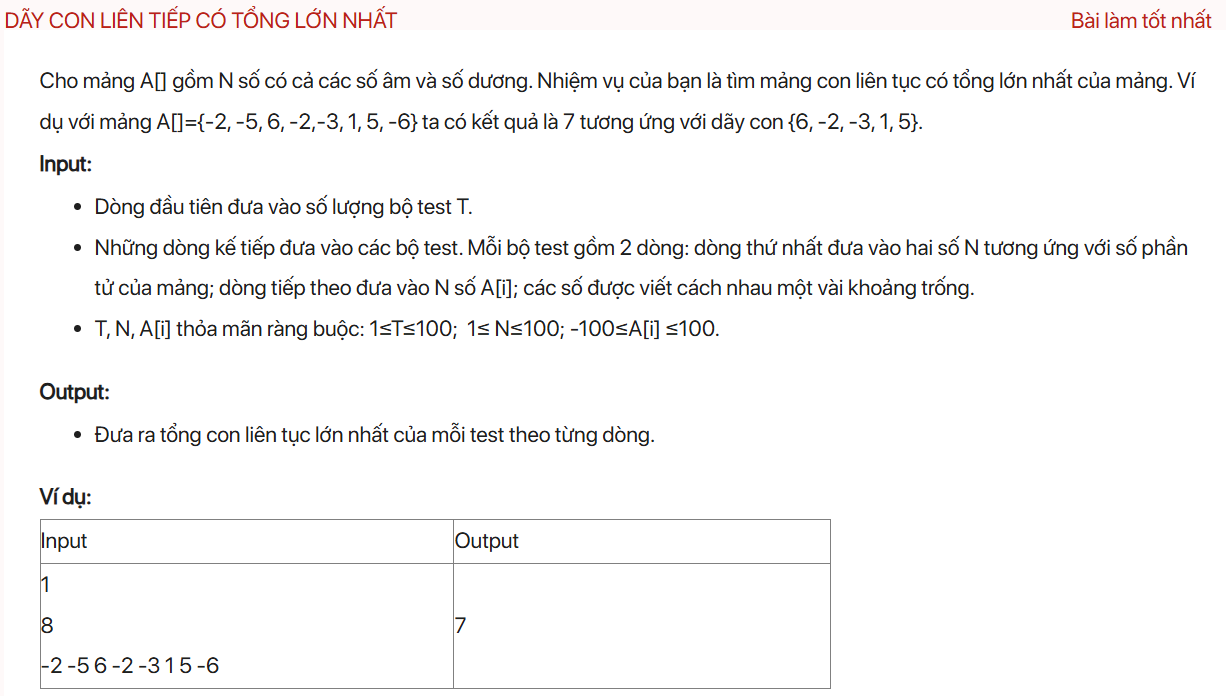 DÃY CON LIÊN TIẾP CÓ TỔNG LỚN NHẤT
Bài làm tốt nhất
Cho mảng A[] gồm N số có cả các số âm và số dương. Nhiệm vụ của bạn là tìm mảng con liên tục có tổng lớn nhất của mảng. Ví
dụ với mảng A[]={-2, -5, 6, -2,-3, 1, 5, -6} ta có kết quả là 7 tương ứng với dãy con {6, -2, -3, 1, 5}.
Input:
• Dòng đầu tiên đưa vào số lượng bộ test T.
• Những dòng kế tiếp đưa vào các bộ test. Mỗi bộ test gồm 2 dòng: dòng thứ nhất đưa vào hai số N tương ứng với số phần
tử của mảng; dòng tiếp theo đưa vào N số A[i]; các số được viết cách nhau một vài khoảng trống.
• T, N, A[i] thỏa mãn ràng buộc: 1≤T≤100; 1≤ N≤100; -100≤A[i] ≤100.
Output:
• Đưa ra tổng con liên tục lớn nhất của mỗi test theo từng dòng.
Ví dụ:
Input
Output
1
8
-2 -5 6 -2 -3 1 5 -6
7